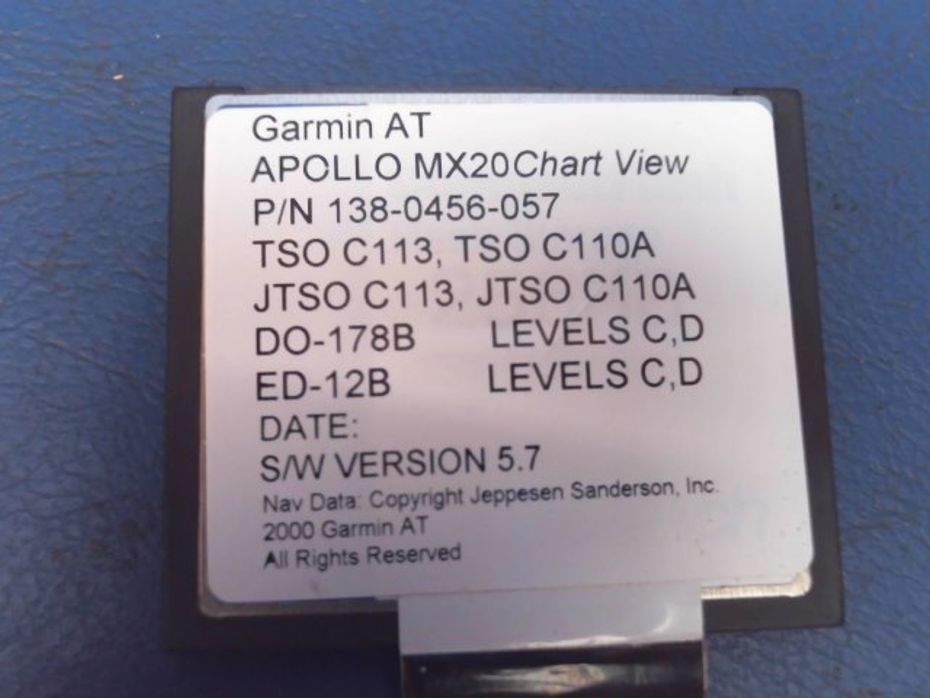 Garmin AT
APOLLO MX20Chart View
P/N 138-0456-057
TSO C113, TSO C110A
JTSO C113, JTSO C110A
DO-178B LEVELS C,D
ED-12B LEVELS C,D
DATE:
S/W VERSION 5.7
Nav Data: Copyright Jeppesen Sanderson, Inc.
2000 Garmin AT
All Rights Reserved